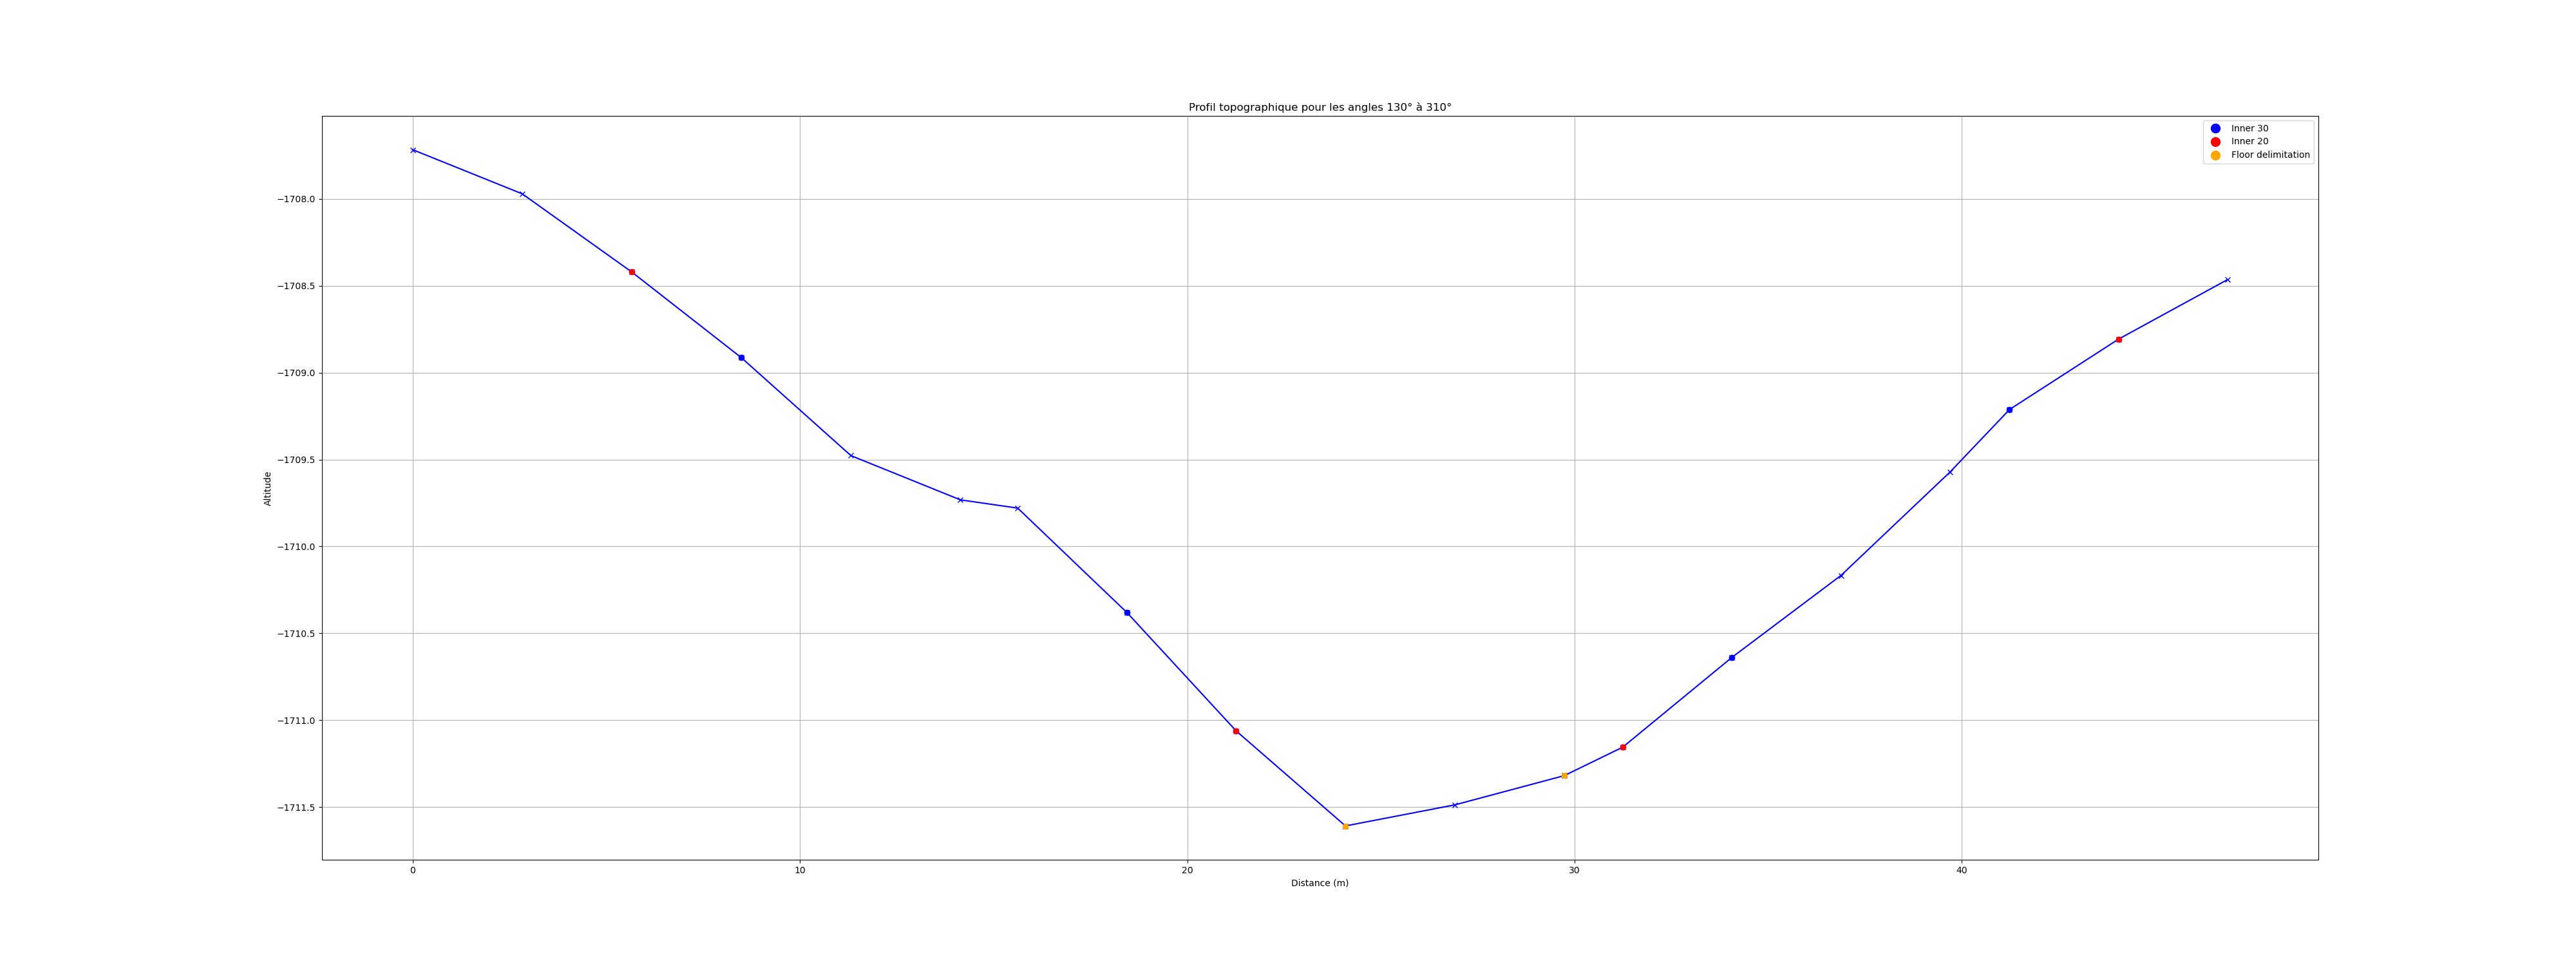 Profil topographique pour les angles 130° à 310°
Inner 30
Inner 20
Floor delimitation
−1708.0
−1708.5
−1709.0
−1709.5
−1710.0
−1710.5
−1711.0
−1711.5
Altitude
0
10
20
30
40
Distance (m)